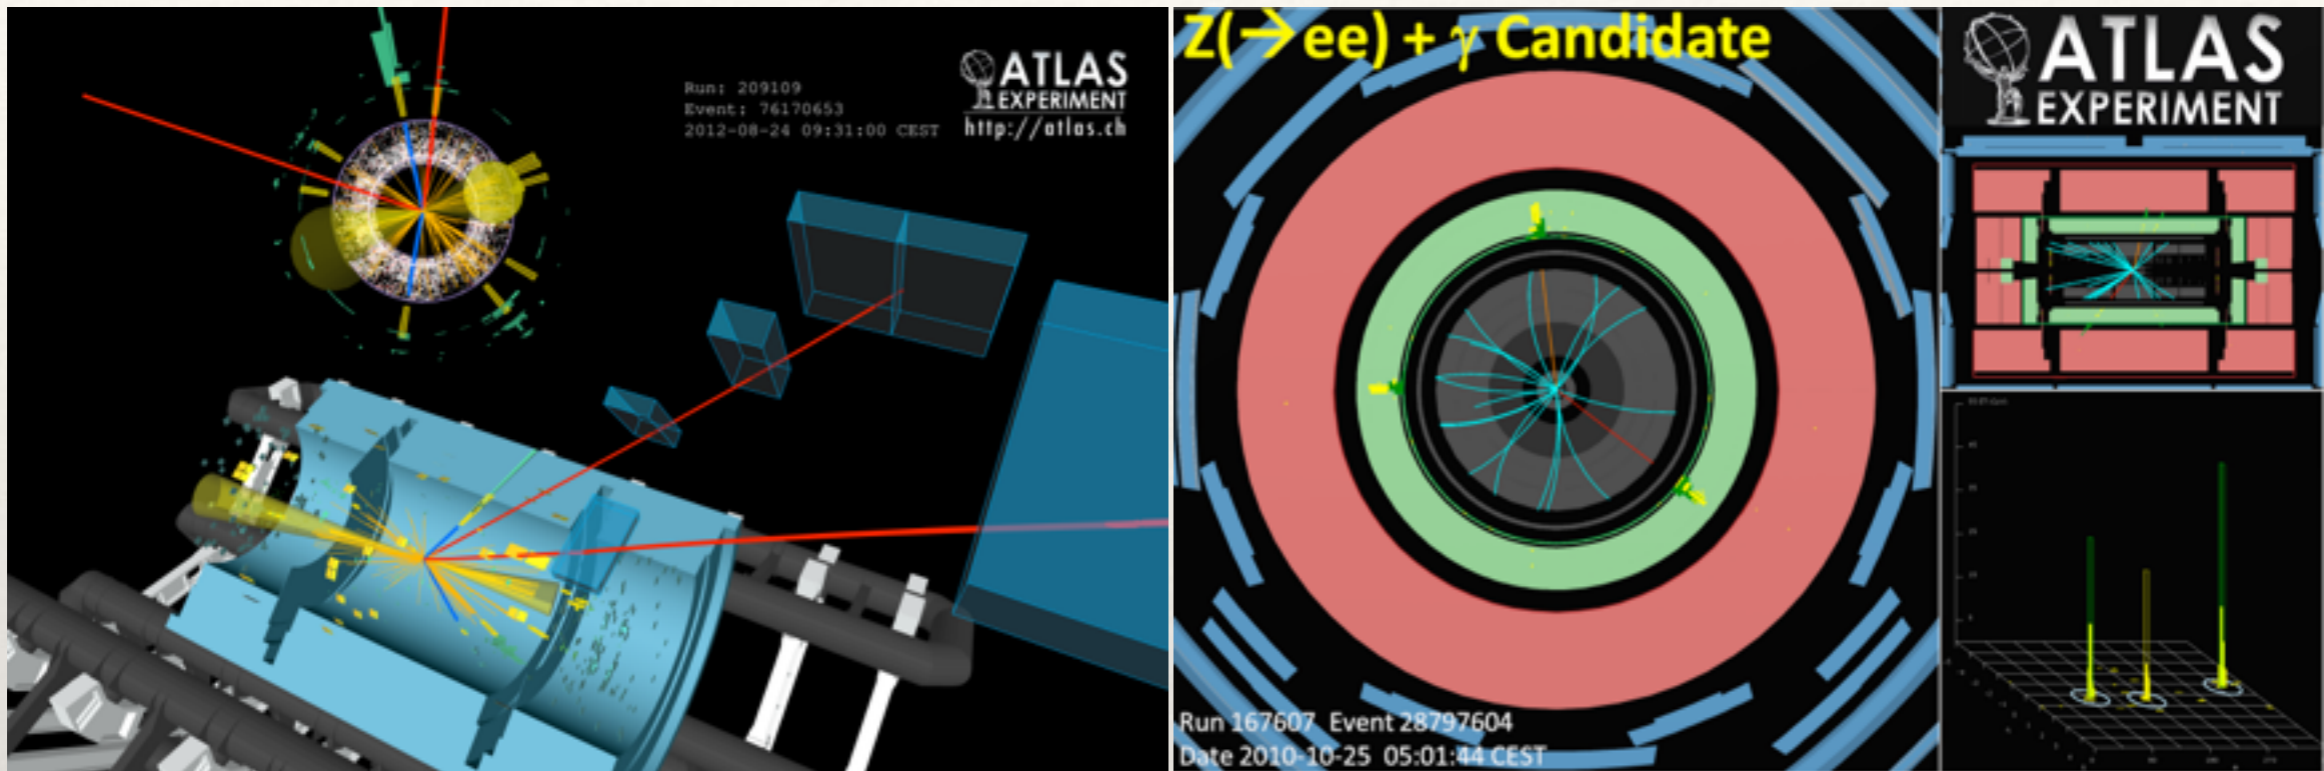 Run: 209109
Event: 76170653
2012-08-24 09:31:00 CEST
ATLAS
EXPERIMENT
http://atlas.ch
Z(→ee) + γ Candidate
ATLAS
EXPERIMENT
Run 167607 Event 28797604
Date 2010-10-25 05:01:44 CEST